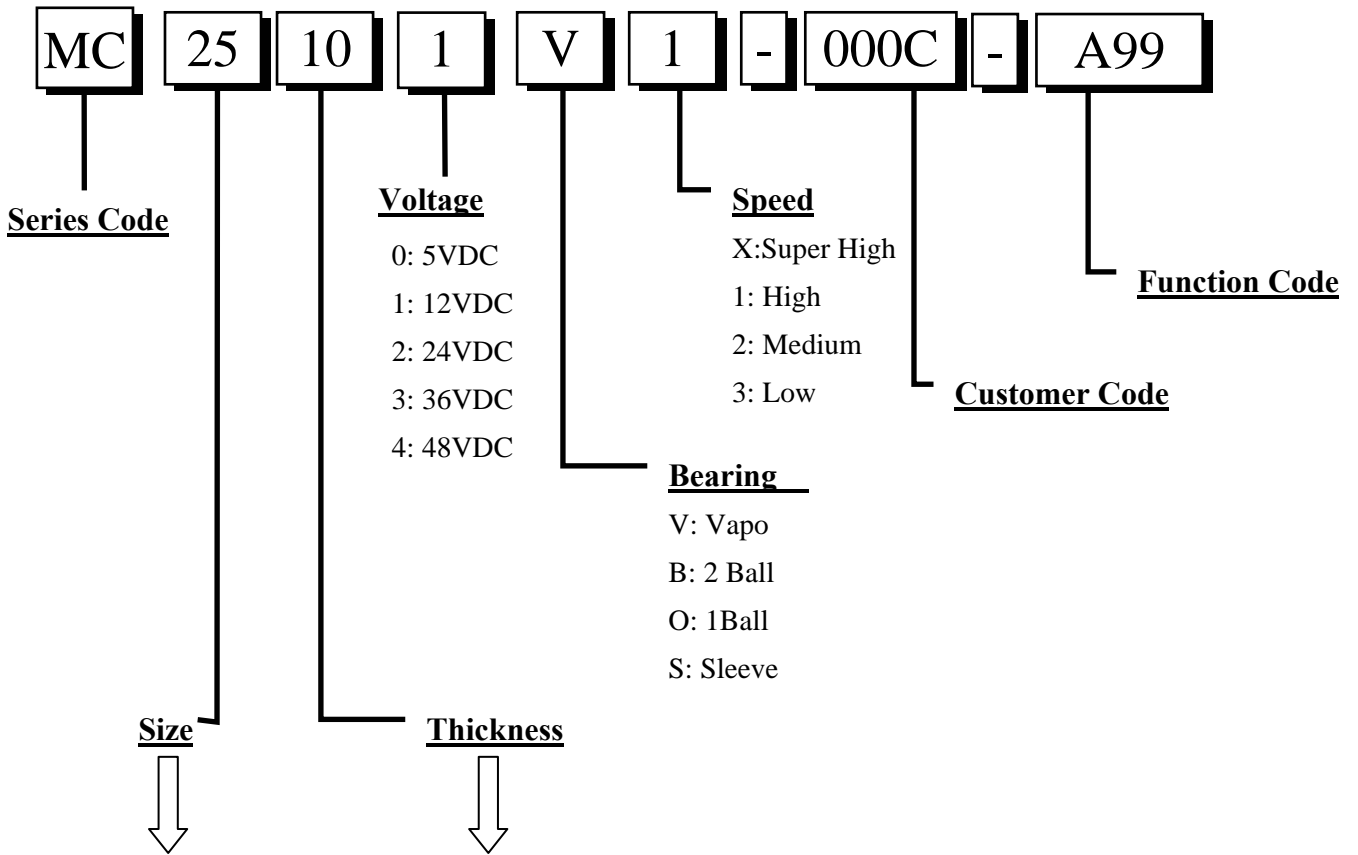 MC 25 10 1 V 1 - 000C - A99
Series Code
Voltage
0: 5VDC
1: 12VDC
2: 24VDC
3: 36VDC
4: 48VDC
Speed
X:Super High
1: High
2: Medium
3: Low
Function Code
Customer Code
Bearing
V: Vapo
B: 2 Ball
O: 1Ball
S: Sleeve
Size
Thickness